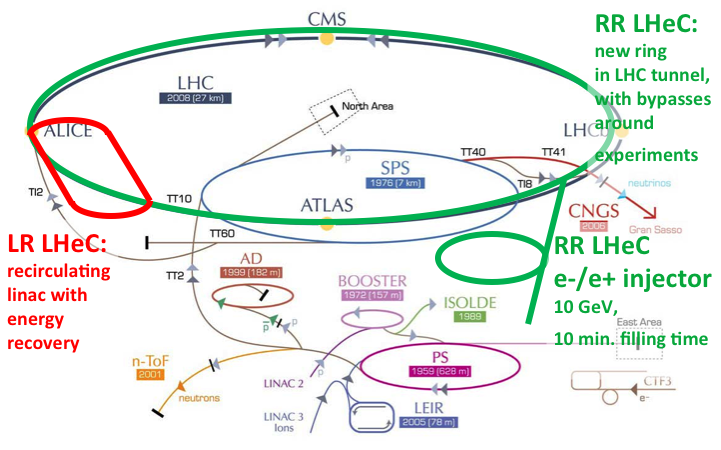 CMS
RR LHeC:
new ring
in LHC tunnel,
with bypasses
around
experiments
LHC
2008 (27 km)
North Area
ALICE
TT40
TT41
SPS
1976 (7 km)
TI8
TI2
TT10
ATLAS
neutrinos
CNGS
2006
Gran Sasso
p
LR LHeC:
recirculating
linac with
energy
recovery
TT60
AD
1999 (182 m)
TT2
BOOSTER
1972 (157 m)
ISOLDE
1989
RR LHeC
e-/e+ injector
10 GeV,
10 min. filling time
East Area
p
p
n-ToF
2001
neutrons
LINAC 2
PS
1959 (628 m)
CTF3
e-
LINAC 3
Ions
LEIR
2005 (78 m)